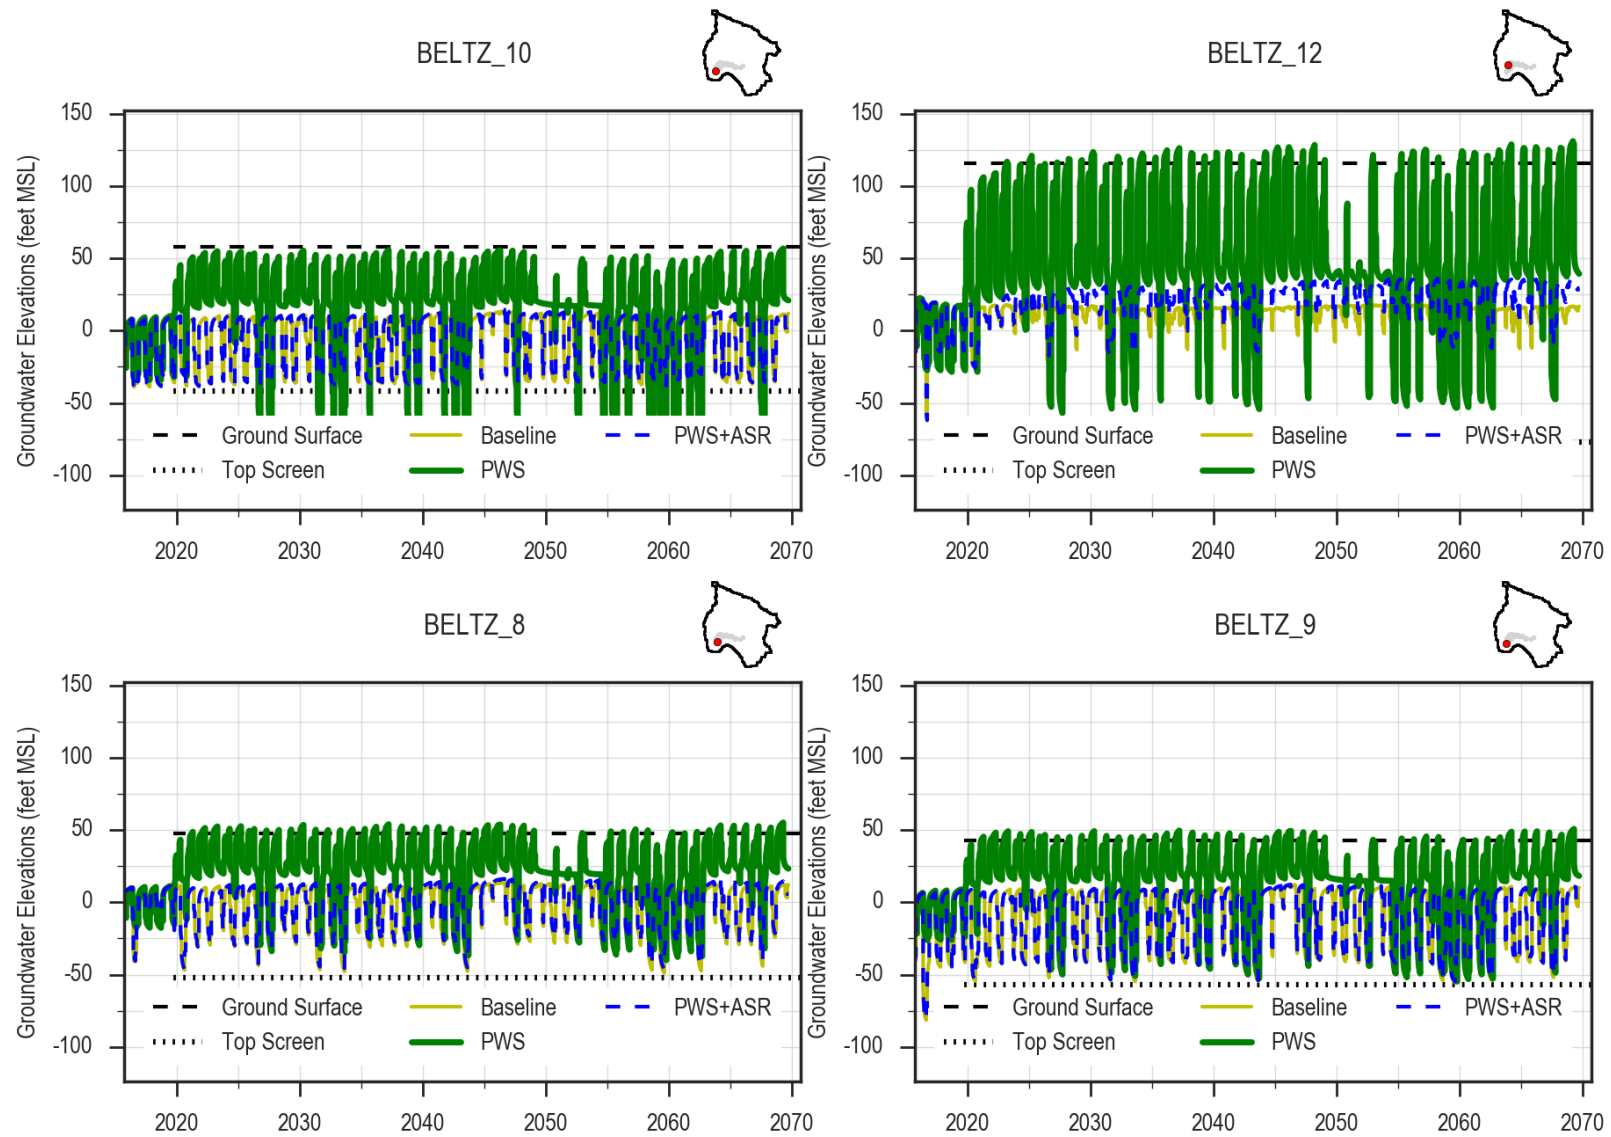 BELTZ_10
BELTZ_12
Groundwater Elevations (feet MSL)
150
100
50
0
-50
-100
Ground Surface
Baseline
PWS+ASR
Top Screen
PWS
2020
2030
2040
2050
2060
2070
Groundwater Elevations (feet MSL)
150
100
50
0
-50
-100
Ground Surface
Baseline
PWS+ASR
Top Screen
PWS
2020
2030
2040
2050
2060
2070
BELTZ_8
BELTZ_9
Groundwater Elevations (feet MSL)
150
100
50
0
-50
-100
Ground Surface
Baseline
PWS+ASR
Top Screen
PWS
2020
2030
2040
2050
2060
2070
Groundwater Elevations (feet MSL)
150
100
50
0
-50
-100
Ground Surface
Baseline
PWS+ASR
Top Screen
PWS
2020
2030
2040
2050
2060
2070